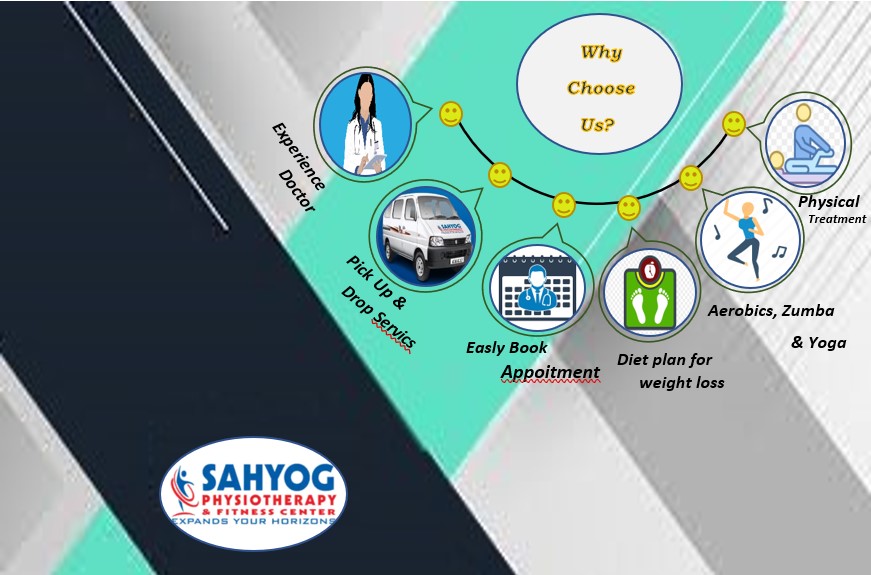 Why
Choose
Us?
Experience
Doctor
SAHYOG
Pick Up &
Drop Servics
Easly Book
Appoitment
Diet plan for
weight loss
Aerobics, Zumba
& Yoga
Physical
Treatment
SAHYOG
PHYSIOTHERAPY
& FITNESS CENTER
EXPANDS YOUR HORIZONS